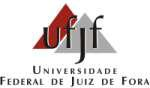 ufjf
UNIVERSIDADE
FEDERAL DE JUIZ DE FORA